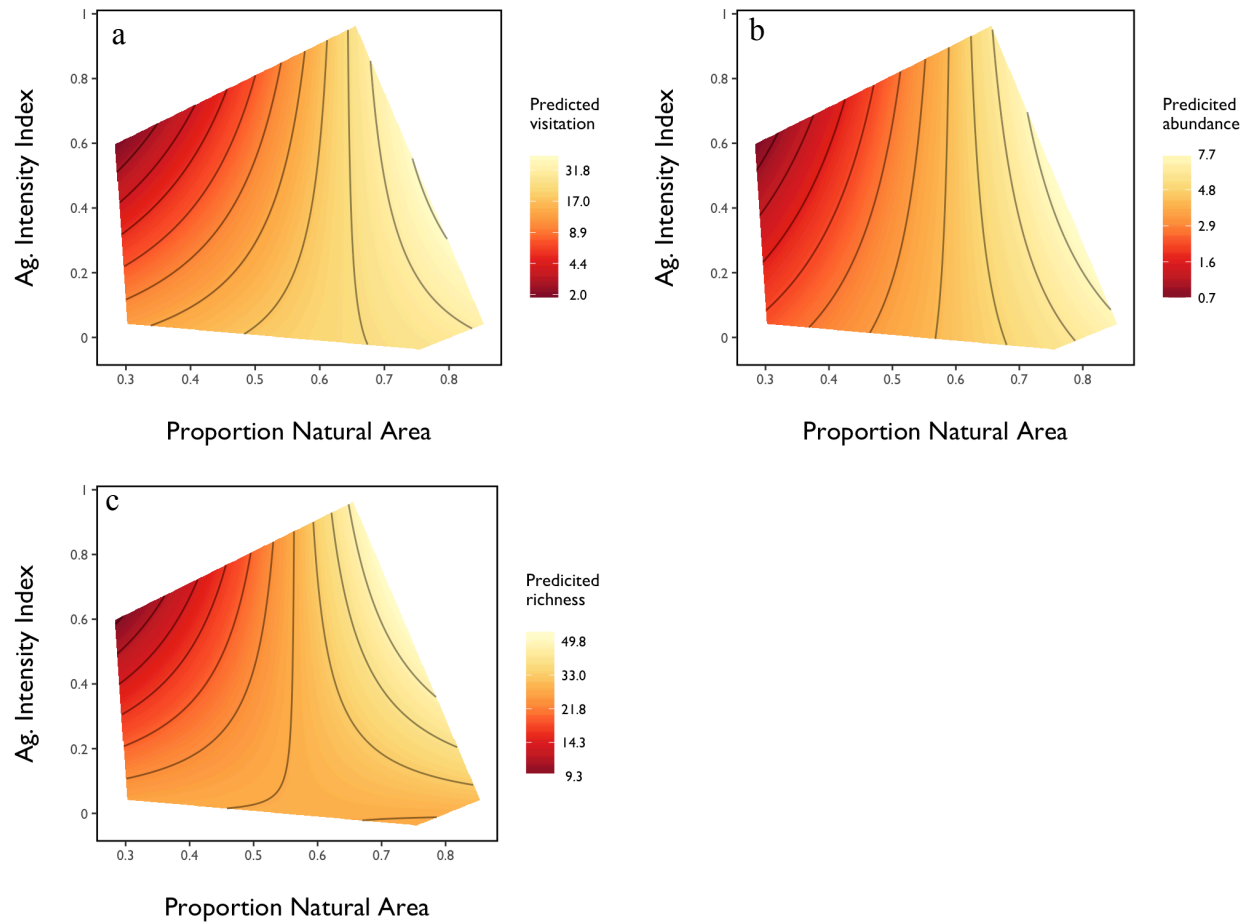 a
1
0.8
0.6
0.4
0.2
0
Ag. Intensity Index
0.3 0.4 0.5 0.6 0.7 0.8
Proportion Natural Area
Predicted
visitation
31.8
17.0
8.9
4.4
2.0
b
1
0.8
0.6
0.4
0.2
0
Ag. Intensity Index
0.3 0.4 0.5 0.6 0.7 0.8
Proportion Natural Area
Predicited
abundance
7.7
4.8
2.9
1.6
0.7
c
1
0.8
0.6
0.4
0.2
0
Ag. Intensity Index
0.3 0.4 0.5 0.6 0.7 0.8
Proportion Natural Area
Predicited
richness
49.8
33.0
21.8
14.3
9.3